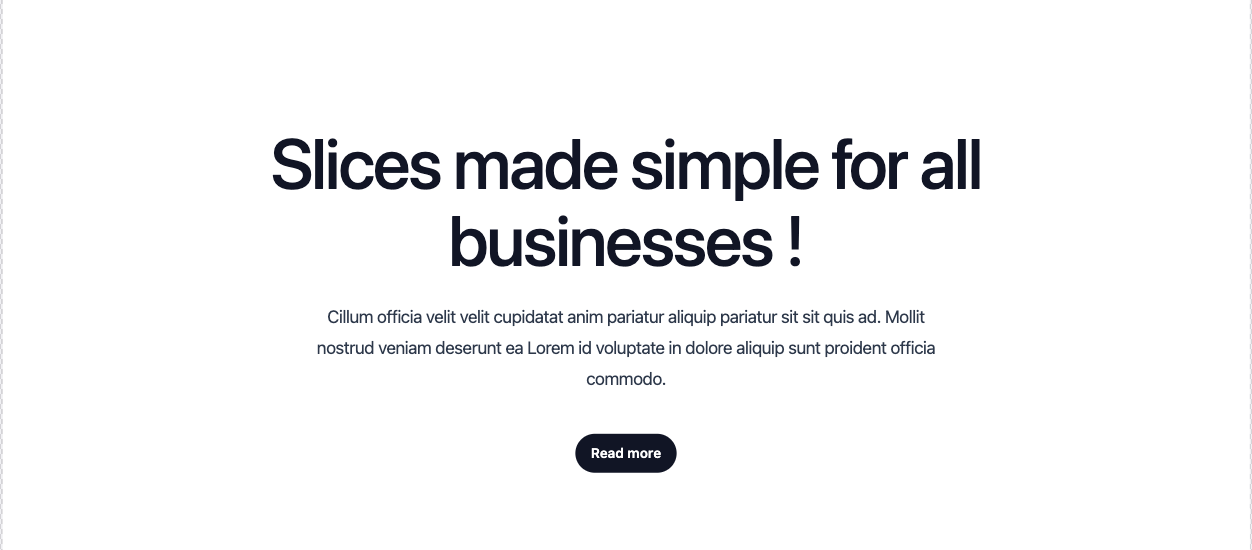 Slices made simple for all
businesses !
Cillum officia velit velit cupidatat anim pariatur aliquip pariatur sit sit quis ad. Mollit
nostrud veniam deserunt ea Lorem id voluptate in dolore aliquip sunt proident officia
commodo.
Read more